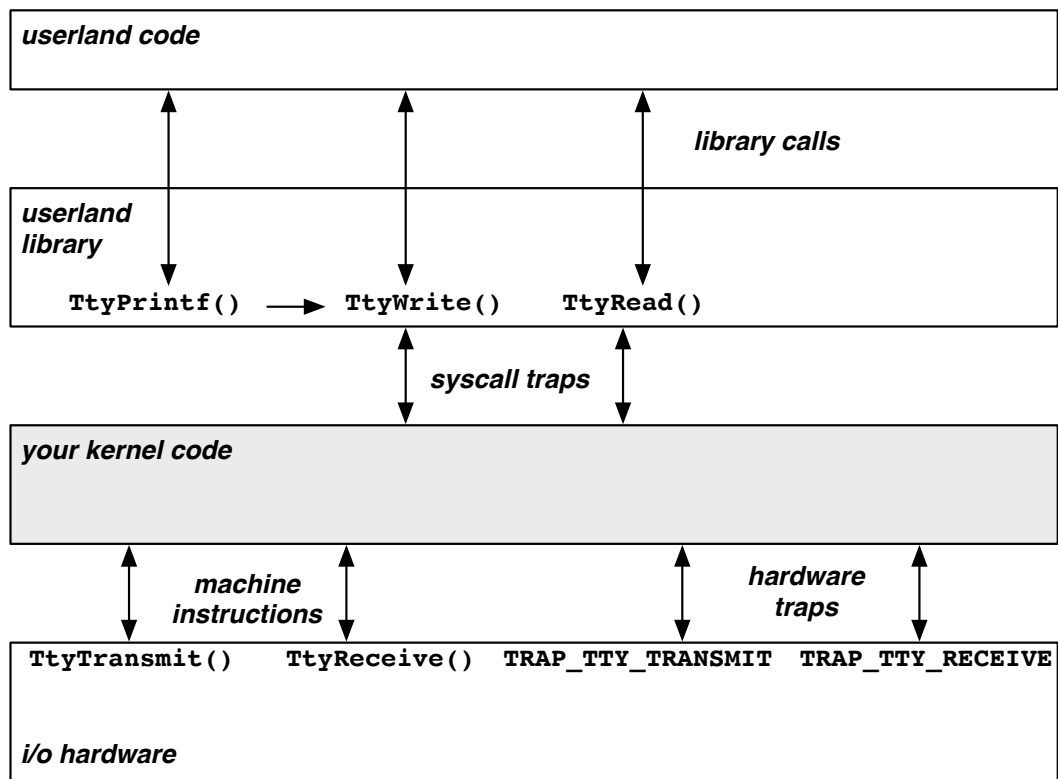 userland code
library calls
userland
library
TtyPrintf() TtyWrite() TtyRead()
syscall traps
your kernel code
machine
instructions
hardware
traps
TtyTransmit() TtyReceive() TRAP_TTY_TRANSMIT TRAP_TTY_RECEIVE
i/o hardware